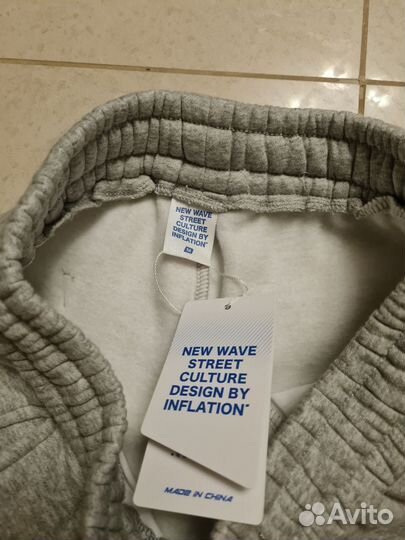 NEW WAVE
STREET
CULTURE
DESIGN BY
INFLATION
NEW WAVE
STREET
CULTURE
DESIGN BY
INFLATION
MADE IN CHINA
Avito